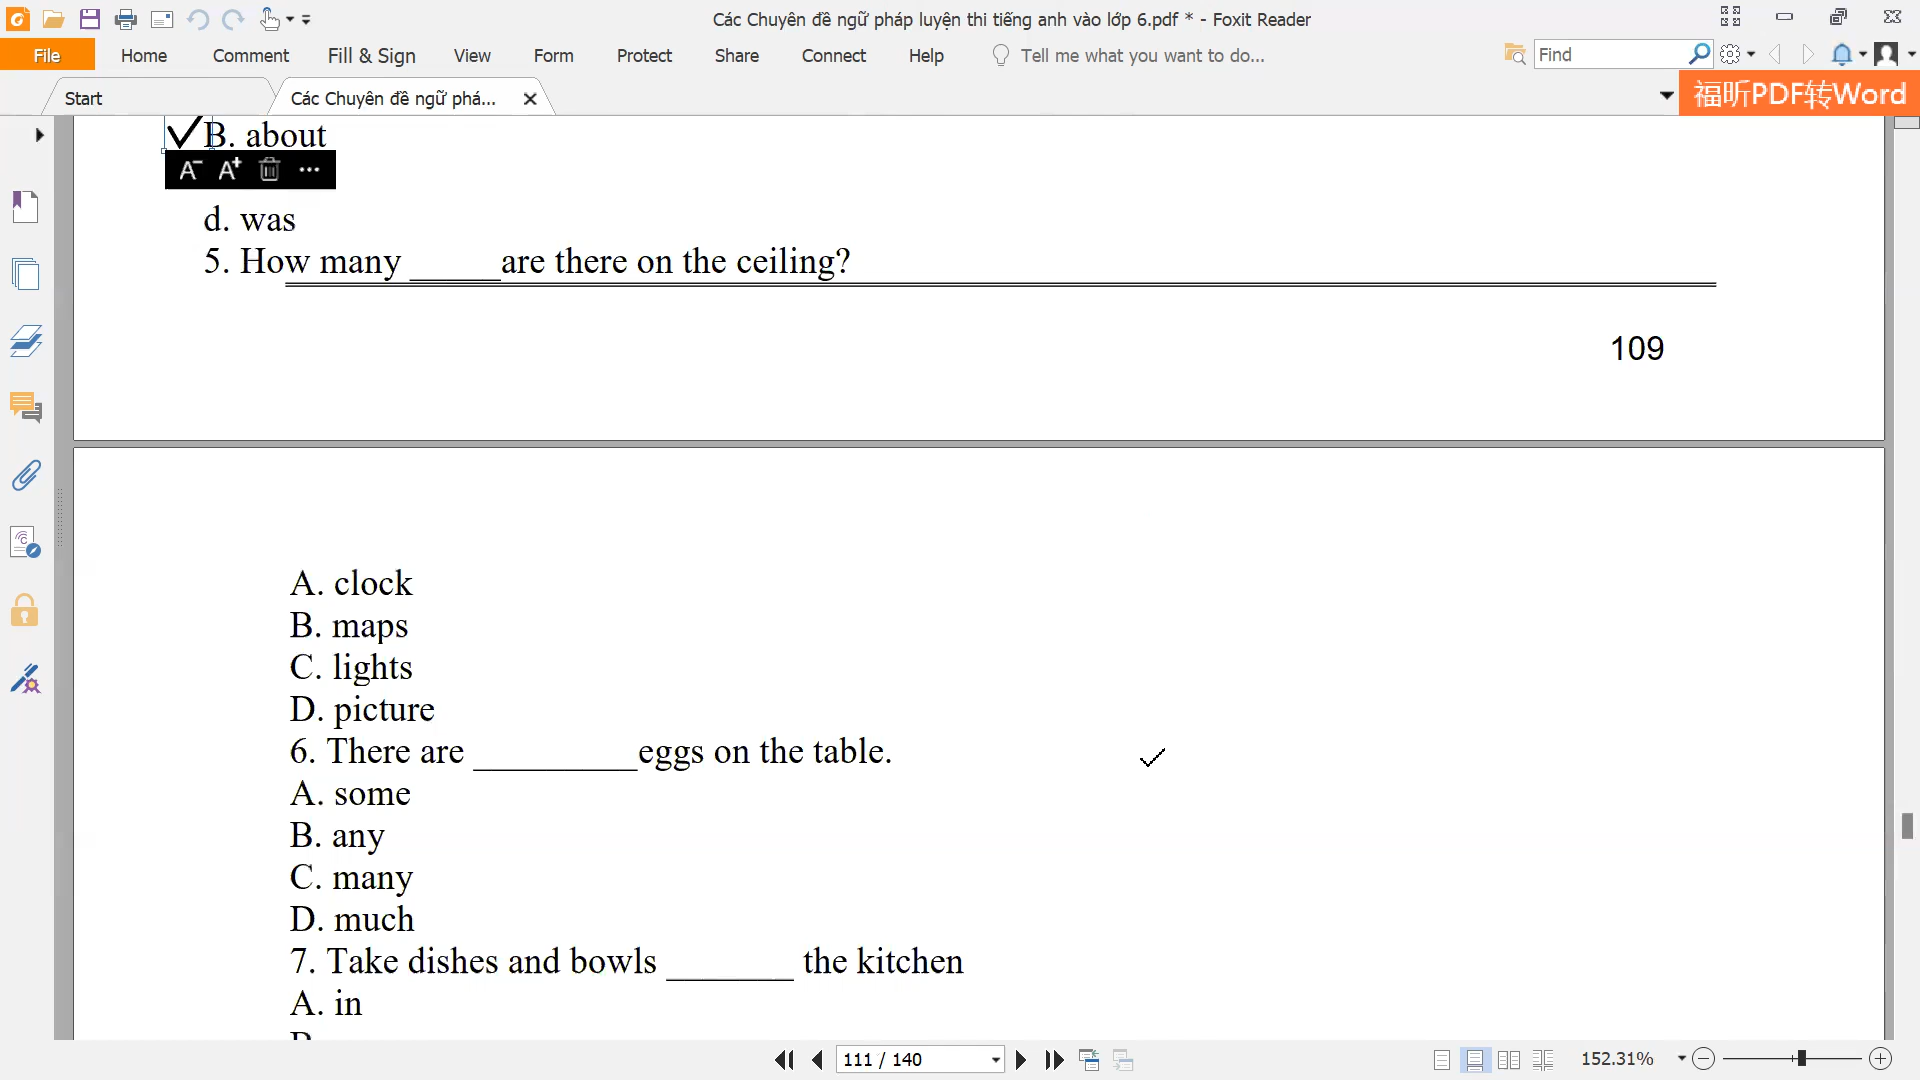 Các Chuyên đề ngữ pháp luyện thi tiếng anh vào lớp 6.pdf * - Foxit Reader
File Home Comment Fill & Sign View Form Protect Share Connect Help Tell me what you want to do... Find
Start Các Chuyên đề ngữ phá... 福昕PDF转Word
B. about
A- A+ ...
d. was
5. How many _____are there on the ceiling?
109
A. clock
B. maps
C. lights
D. picture
6. There are _________eggs on the table.
A. some
B. any
C. many
D. much
7. Take dishes and bowls _______ the kitchen
A. in
111 / 140 152.31%